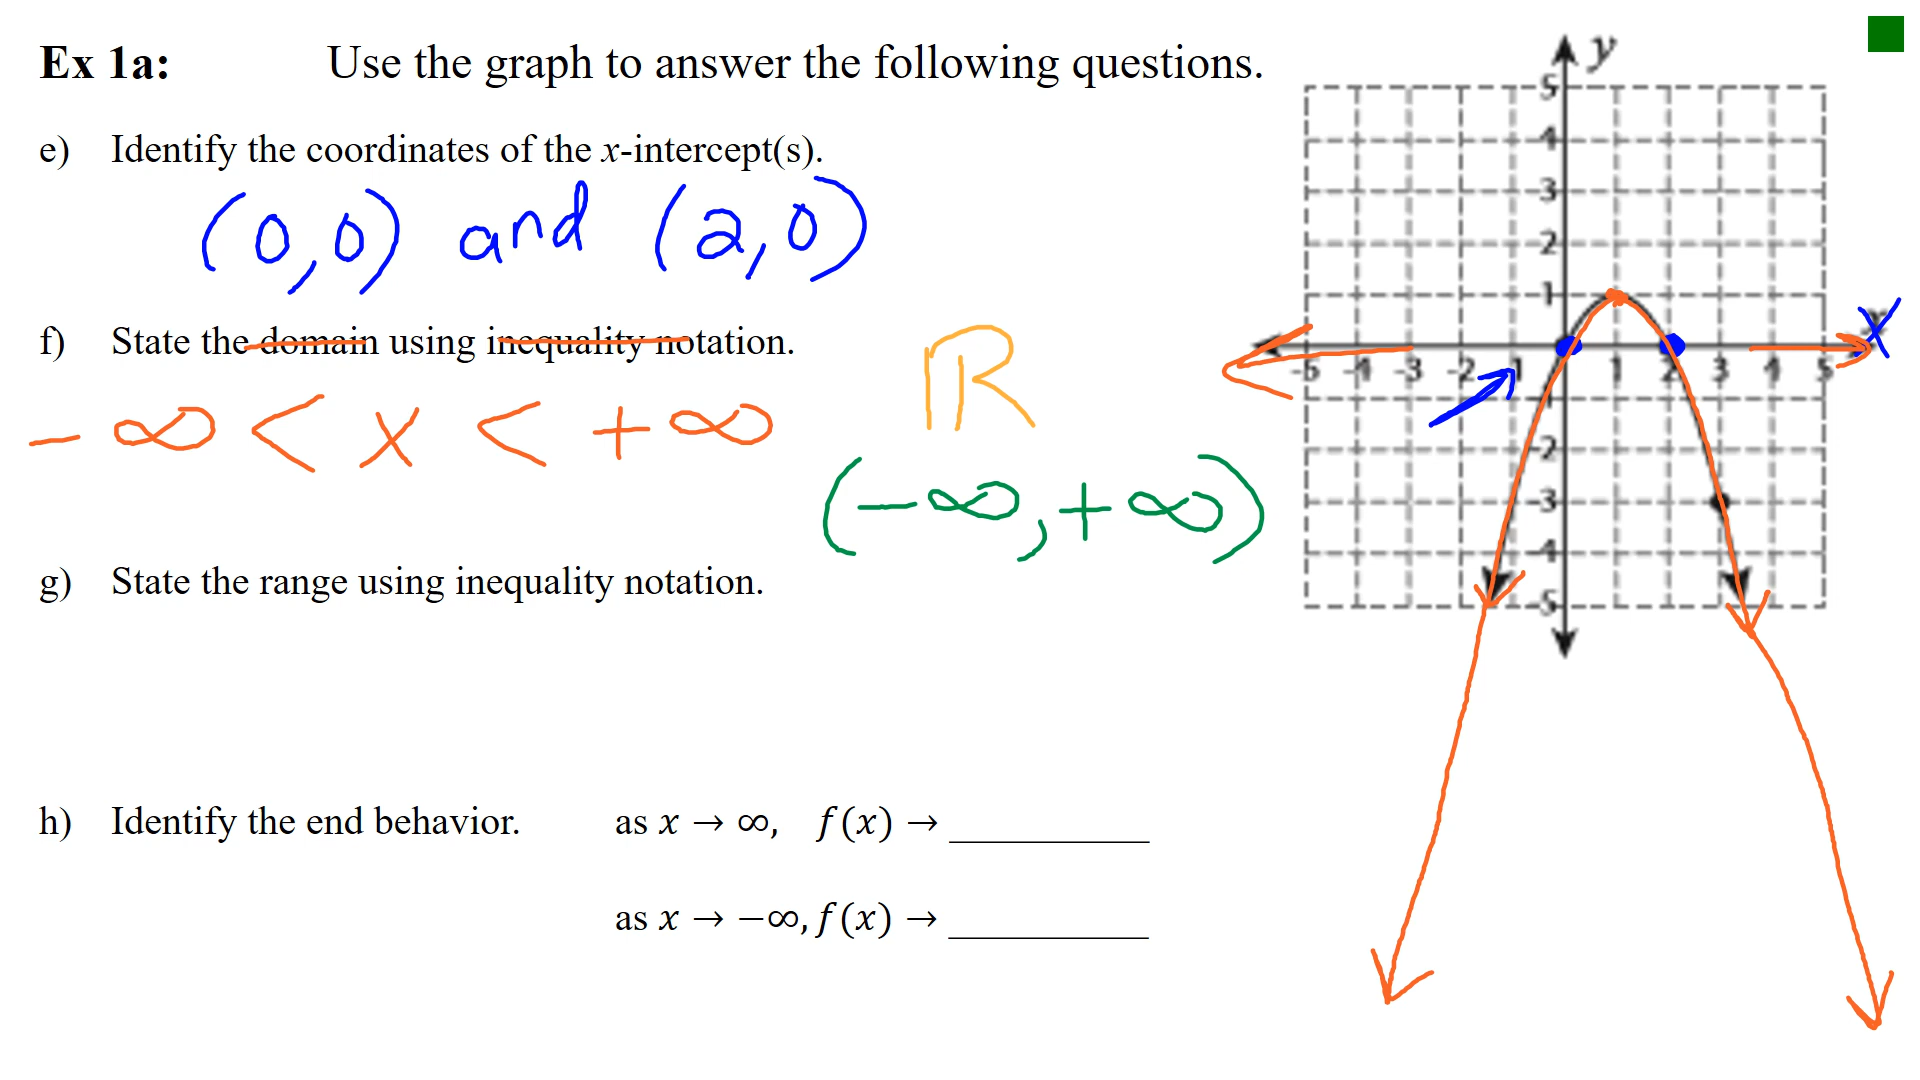 Ex 1a: Use the graph to answer the following questions.
e) Identify the coordinates of the x-intercept(s).
(0,0) and (2,0)
f) State the domain using inequality notation.
ℝ
-∞ < x < +∞
(-∞,+∞)
g) State the range using inequality notation.
h) Identify the end behavior. as x → ∞, f(x) → __________
as x → −∞, f(x) → __________
y
5
4
3
2
1
x
-5 -4 -3 -2 -1 1 2 3 4 5
-2
-3
-4
-5